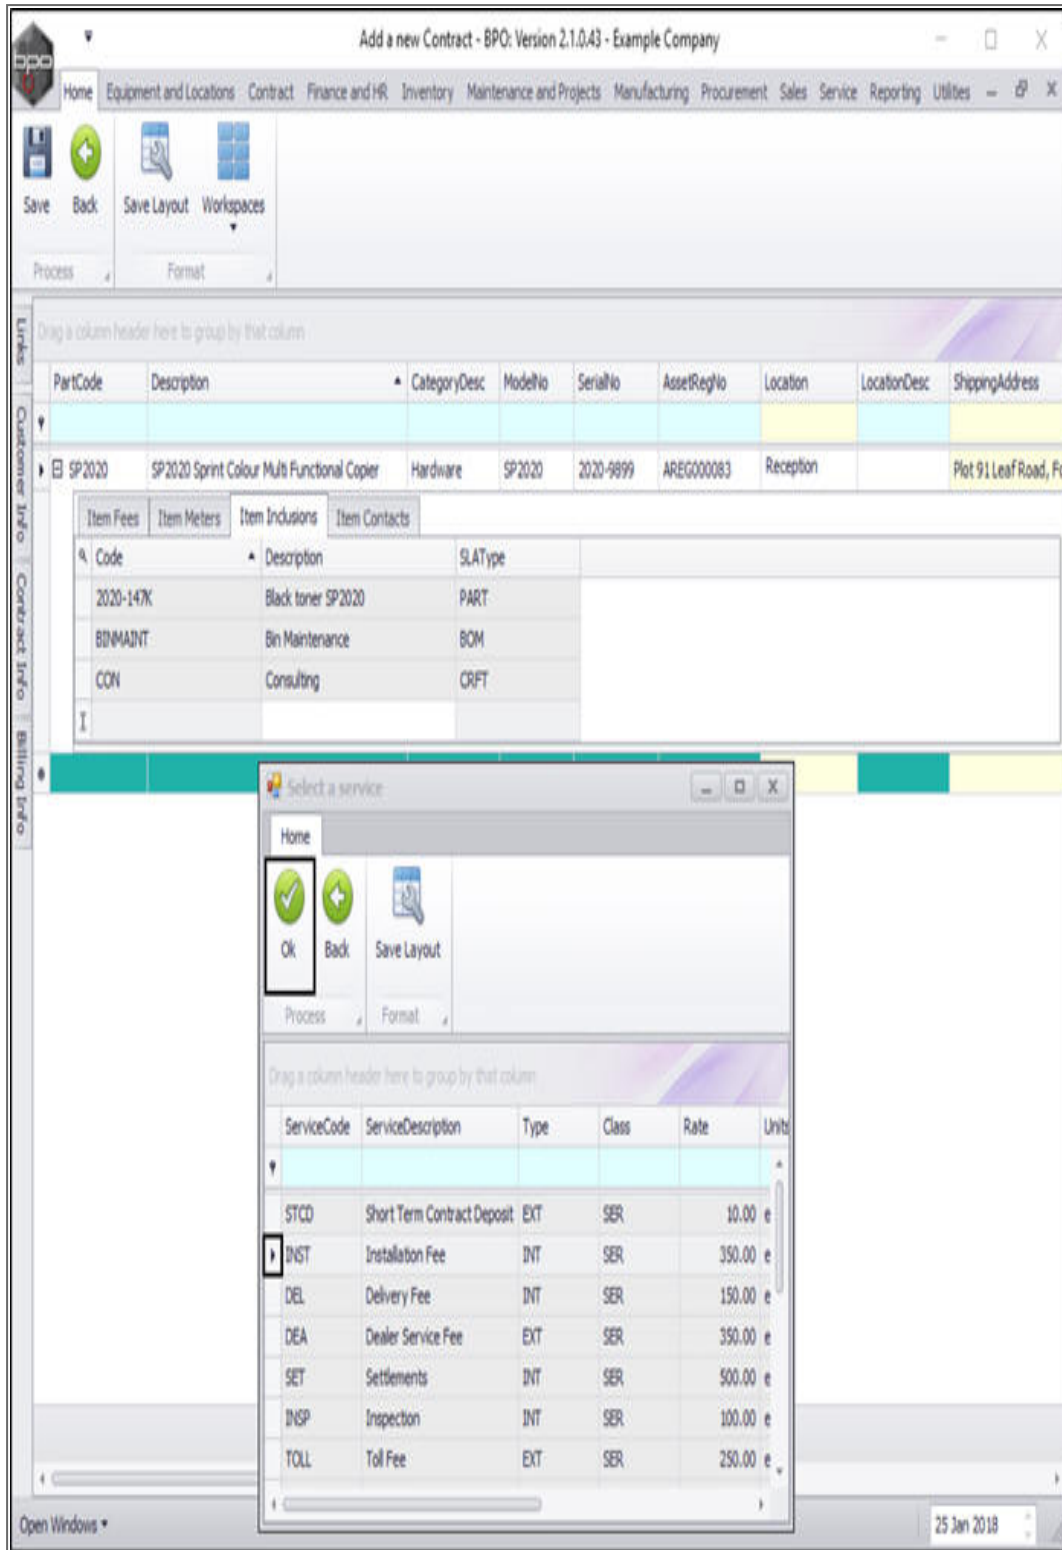 Add a new Contract - BPO: Version 2.1.0.43 - Example Company
bpo
Home Equipment and Locations Contract Finance and HR Inventory Maintenance and Projects Manufacturing Procurement Sales Service Reporting Utilities
Save Back Save Layout Workspaces
Process Format
Links
Customer Info
Contract Info
Billing Info
Drag a column header here to group by that column
PartCode Description CategoryDesc ModelNo SerialNo AssetRegNo Location LocationDesc ShippingAddress
SP2020 SP2020 Sprint Colour Multi Functional Copier Hardware SP2020 2020-9899 AREG000083 Reception Plot 91 Leaf Road, Fo
Item Fees Item Meters Item Inclusions Item Contacts
Code Description SLAType
2020-147K Black toner SP2020 PART
BINMAINT Bin Maintenance BOM
CON Consulting CRFT
Select a service
Home
Ok Back Save Layout
Process Format
Drag a column header here to group by that column
ServiceCode ServiceDescription Type Class Rate Units
STCD Short Term Contract Deposit EXT SER 10.00 e
INST Installation Fee INT SER 350.00 e
DEL Delivery Fee INT SER 150.00 e
DEA Dealer Service Fee EXT SER 350.00 e
SET Settlements INT SER 500.00 e
INSP Inspection INT SER 100.00 e
TOLL Toll Fee EXT SER 250.00 e
Open Windows 25 Jan 2018